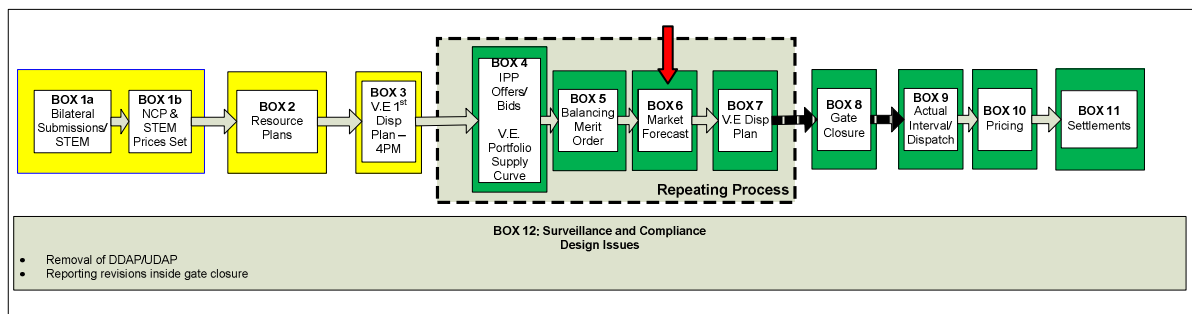 BOX 1a
Bilateral
Submissions/
STEM
BOX 1b
NCP &
STEM
Prices Set
BOX 2
Resource
Plans
BOX 3
V.E 1st
Disp
Plan –
4PM
BOX 4
IPP
Offers/
Bids
V.E.
Portfolio
Supply
Curve
BOX 5
Balancing
Merit
Order
BOX 6
Market
Forecast
BOX 7
V.E Disp
Plan
Repeating Process
BOX 8
Gate
Closure
BOX 9
Actual
Interval/
Dispatch
BOX 10
Pricing
BOX 11
Settlements
BOX 12: Surveillance and Compliance
Design Issues
• Removal of DDAP/UDAP
• Reporting revisions inside gate closure